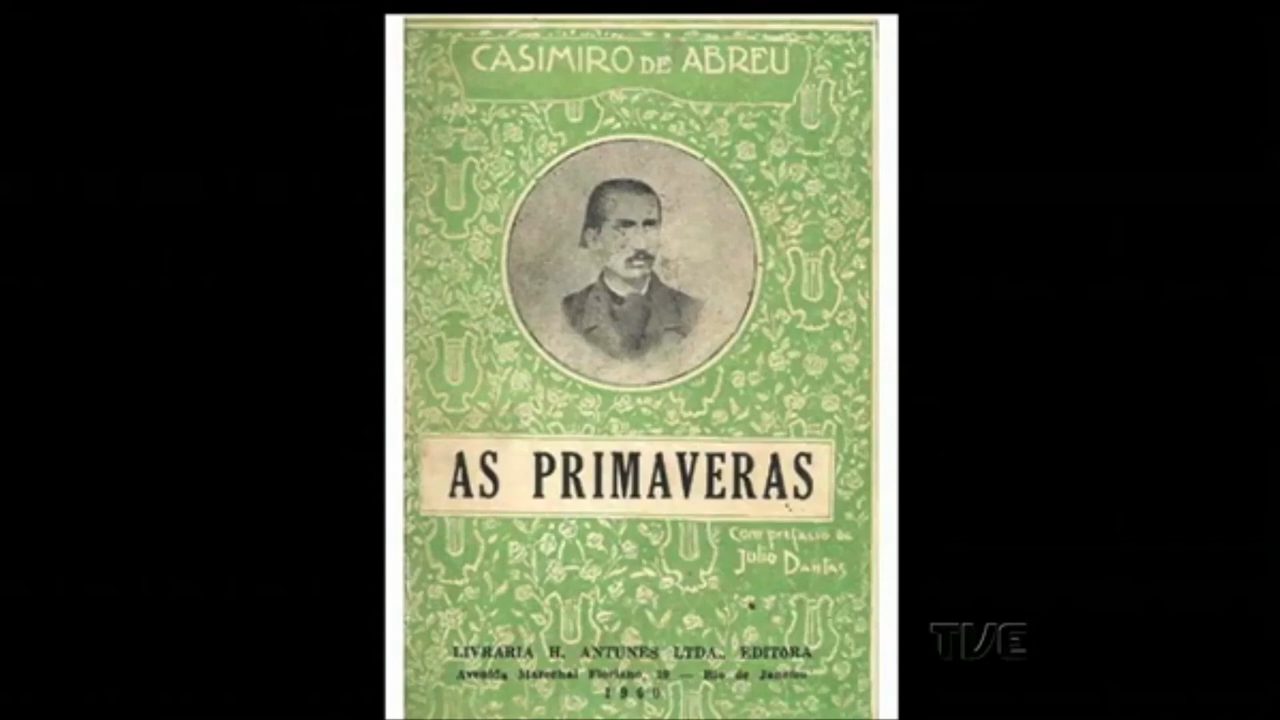 CASIMIRO DE ABREU
AS PRIMAVERAS
Com prefacio de
Julio Dantas
LIVRARIA H. ANTUNES LTDA., EDITORA
Avenida Marechal Floriano, 39 — Rio de Janeiro
TVE